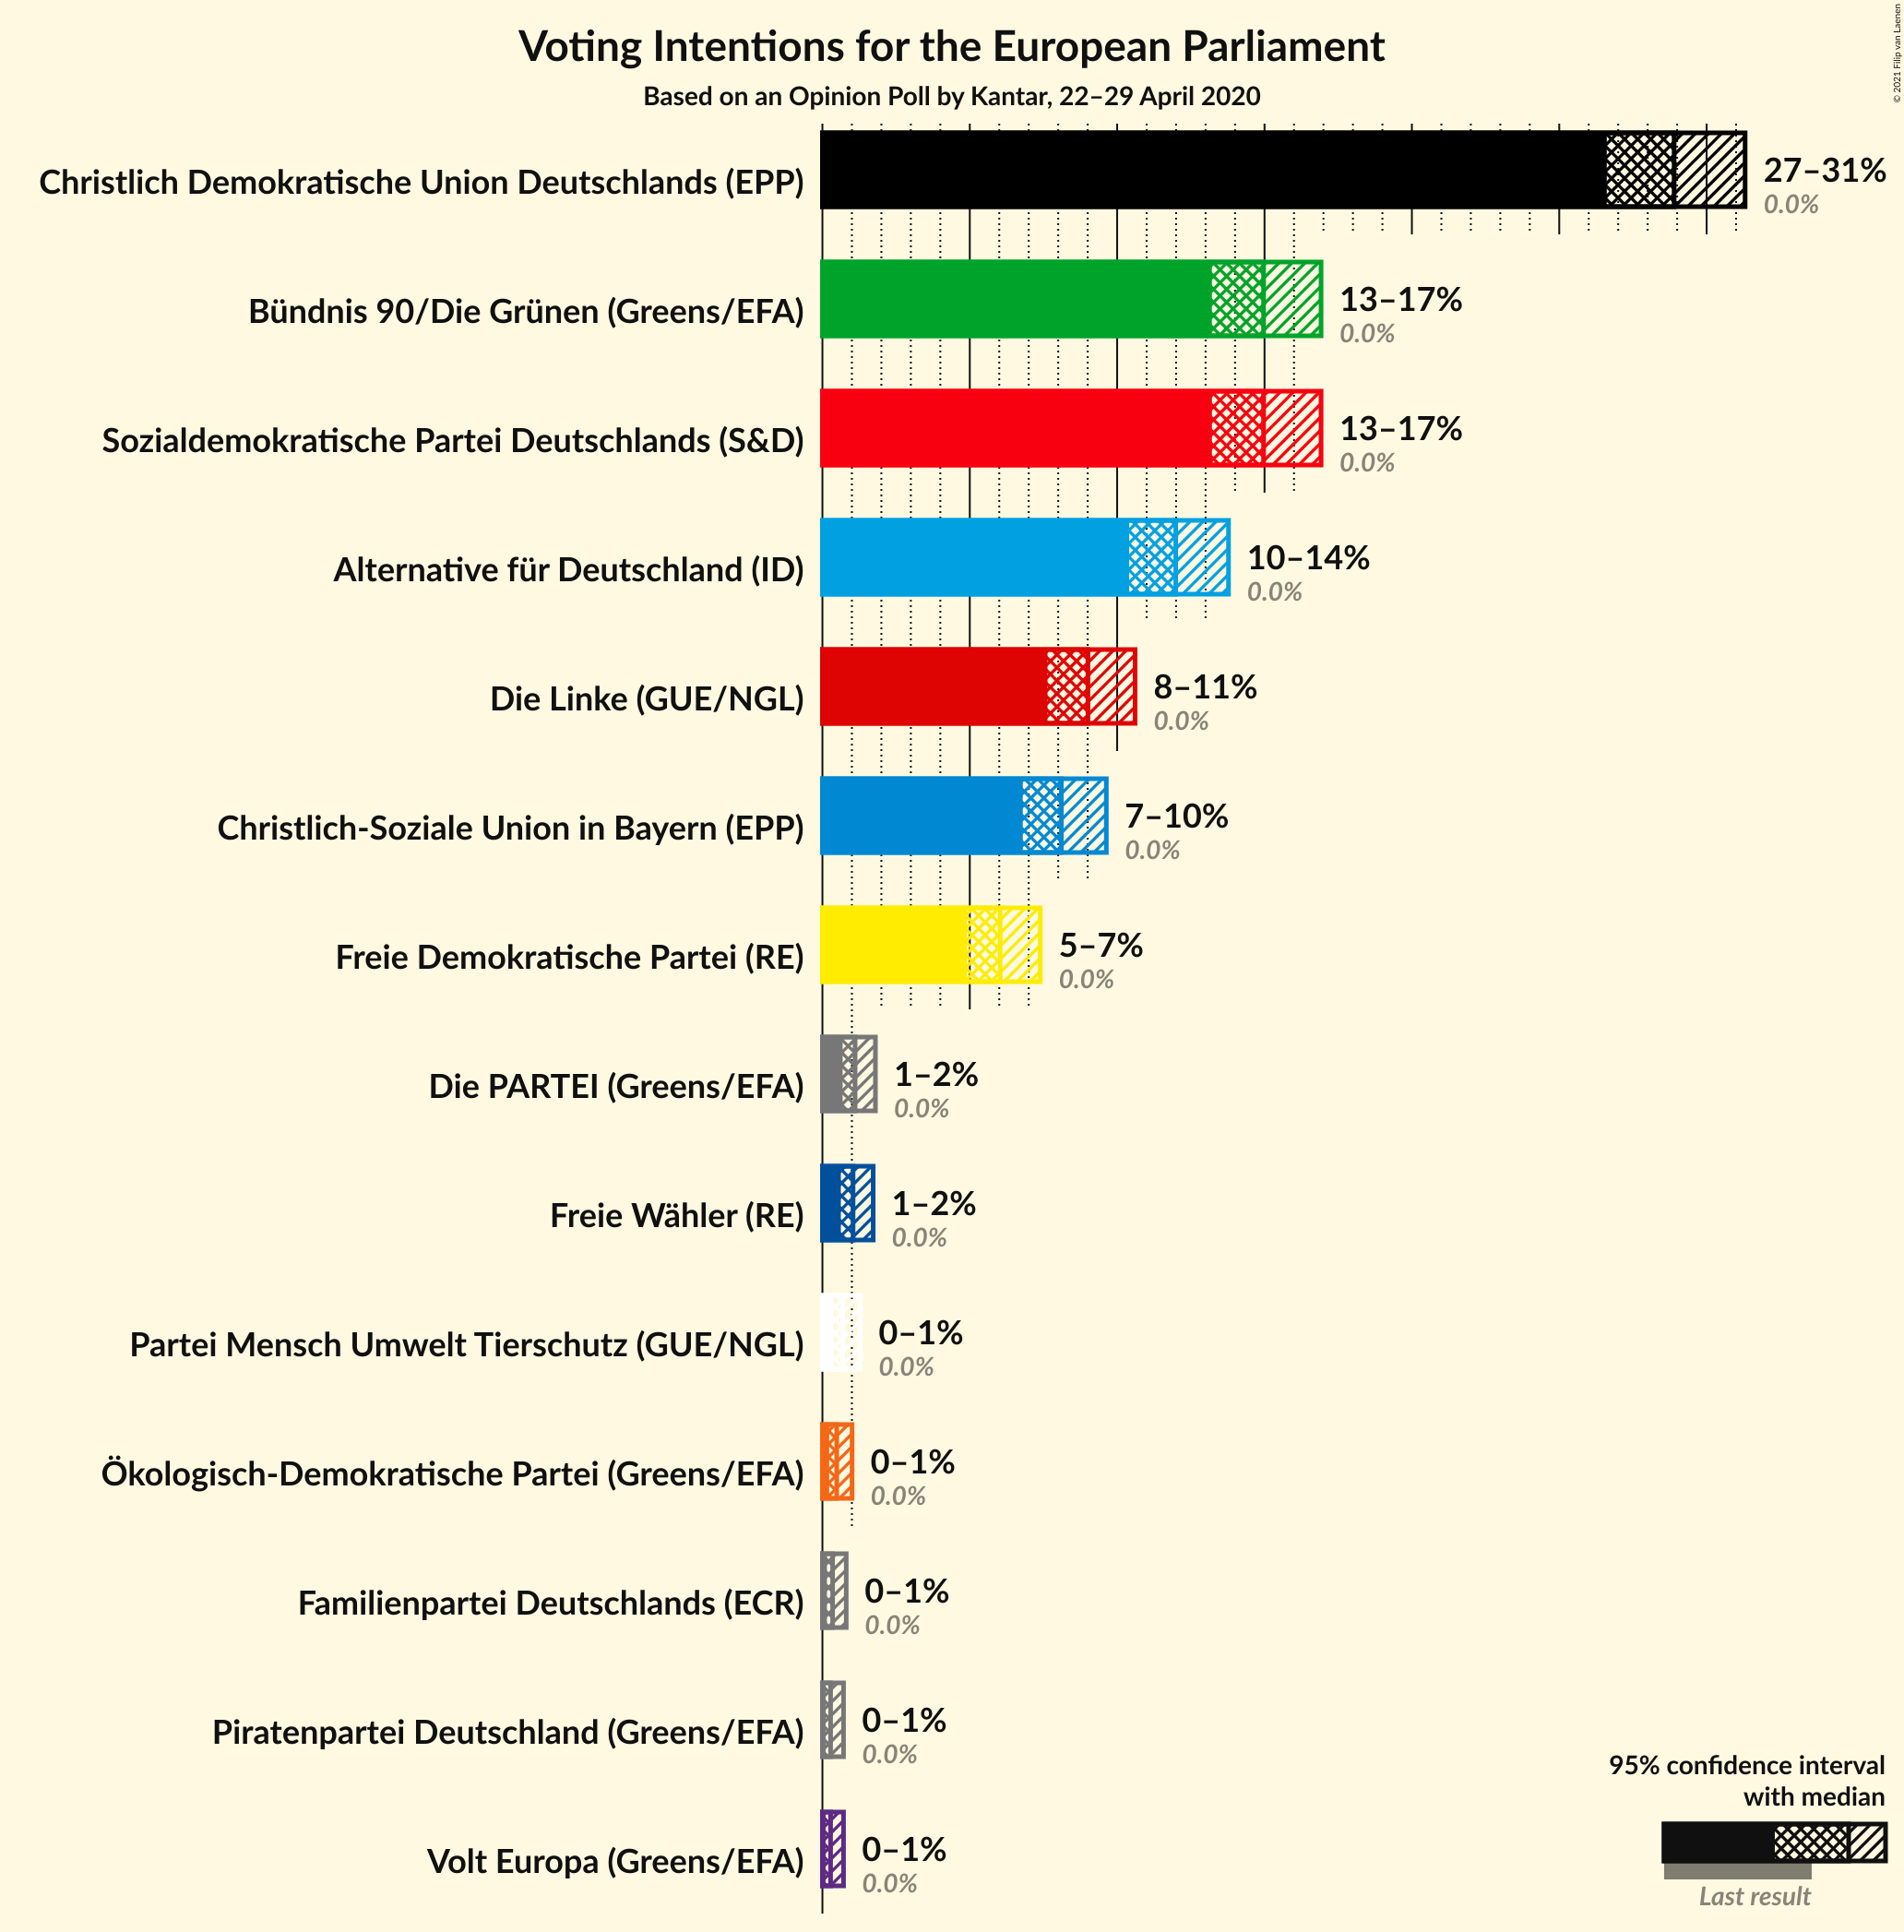 Voting Intentions for the European Parliament
Based on an Opinion Poll by Kantar, 22–29 April 2020
© 2021 Filip van Laenen
Christlich Demokratische Union Deutschlands (EPP)
27–31%
0.0%
Bündnis 90/Die Grünen (Greens/EFA)
13–17%
0.0%
Sozialdemokratische Partei Deutschlands (S&D)
13–17%
0.0%
Alternative für Deutschland (ID)
10–14%
0.0%
Die Linke (GUE/NGL)
8–11%
0.0%
Christlich-Soziale Union in Bayern (EPP)
7–10%
0.0%
Freie Demokratische Partei (RE)
5–7%
0.0%
Die PARTEI (Greens/EFA)
1–2%
0.0%
Freie Wähler (RE)
1–2%
0.0%
Partei Mensch Umwelt Tierschutz (GUE/NGL)
0–1%
0.0%
Ökologisch-Demokratische Partei (Greens/EFA)
0–1%
0.0%
Familienpartei Deutschlands (ECR)
0–1%
0.0%
Piratenpartei Deutschland (Greens/EFA)
0–1%
0.0%
Volt Europa (Greens/EFA)
0–1%
0.0%
95% confidence interval
with median
Last result